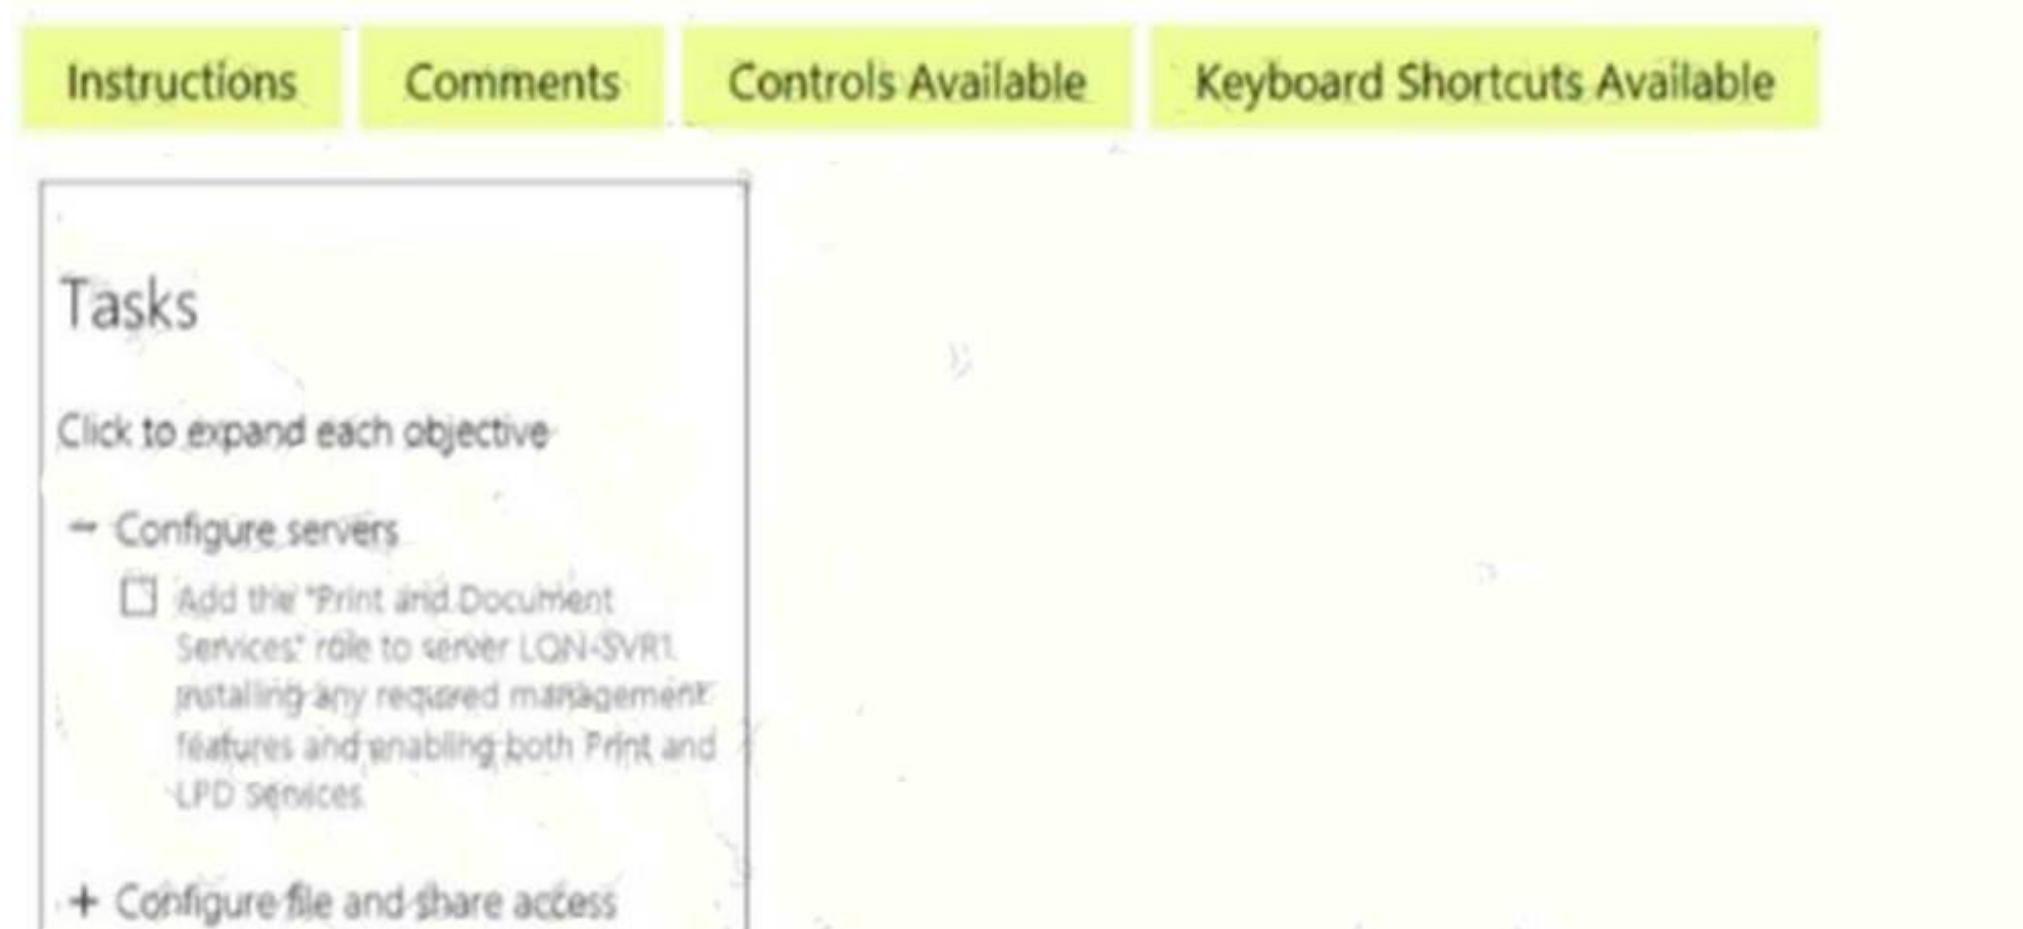 Instructions Comments Controls Available Keyboard Shortcuts Available
Tasks
Click to expand each objective
− Configure servers
Add the "Print and Document
Services" role to server LON-SVR1,
installing any required management
features and enabling both Print and
LPD Services.
+ Configure file and share access